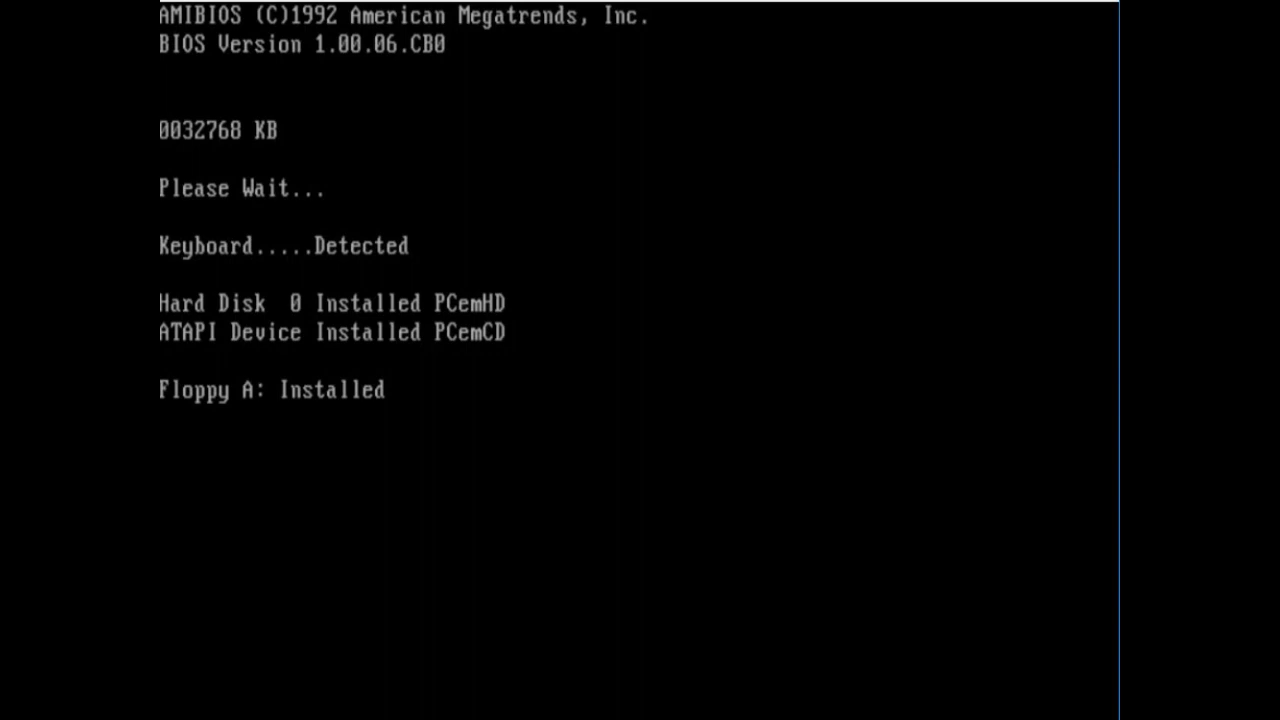 AMIBIOS (C)1992 American Megatrends, Inc.
BIOS Version 1.00.06.CB0
0032768 KB
Please Wait...
Keyboard.....Detected
Hard Disk  0 Installed PCemHD
ATAPI Device Installed PCemCD
Floppy A: Installed